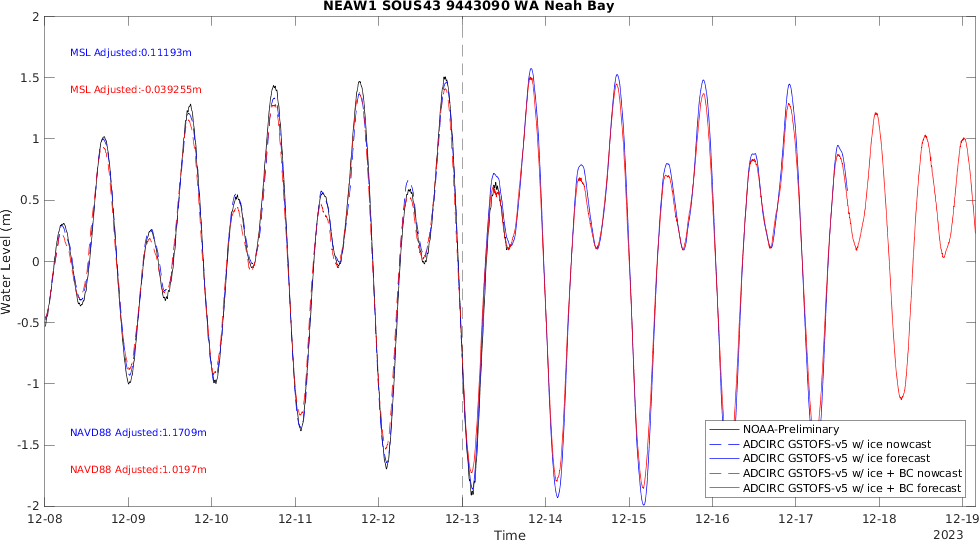 NEAW1 SOUS43 9443090 WA Neah Bay
MSL Adjusted:0.11193m
MSL Adjusted:-0.039255m
NAVD88 Adjusted:1.1709m
NAVD88 Adjusted:1.0197m
Water Level (m)
2
1.5
1
0.5
0
-0.5
-1
-1.5
-2
NOAA-Preliminary
ADCIRC GSTOFS-v5 w/ ice nowcast
ADCIRC GSTOFS-v5 w/ ice forecast
ADCIRC GSTOFS-v5 w/ ice + BC nowcast
ADCIRC GSTOFS-v5 w/ ice + BC forecast
12-08 12-09 12-10 12-11 12-12 12-13 12-14 12-15 12-16 12-17 12-18 12-19
Time
2023